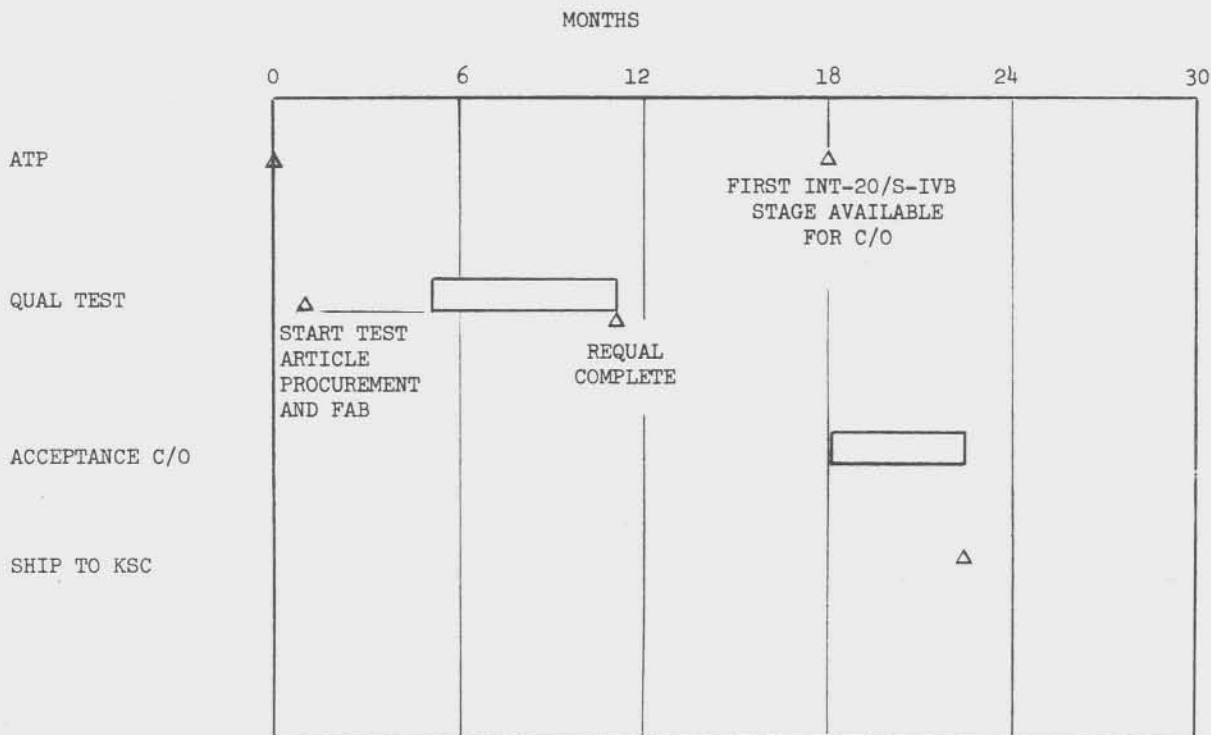 MONTHS
0 6 12 18 24 30
ATP
FIRST INT-20/S-IVB
STAGE AVAILABLE
FOR C/O
QUAL TEST
START TEST
ARTICLE
PROCUREMENT
AND FAB
REQUAL
COMPLETE
ACCEPTANCE C/O
SHIP TO KSC